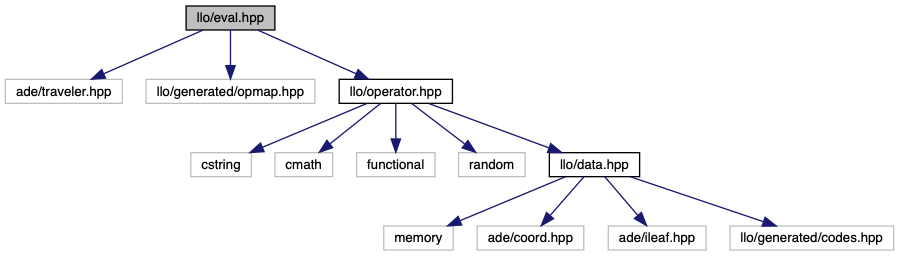 llo/eval.hpp
ade/traveler.hpp
llo/generated/opmap.hpp
llo/operator.hpp
cstring
cmath
functional
random
llo/data.hpp
memory
ade/coord.hpp
ade/ileaf.hpp
llo/generated/codes.hpp